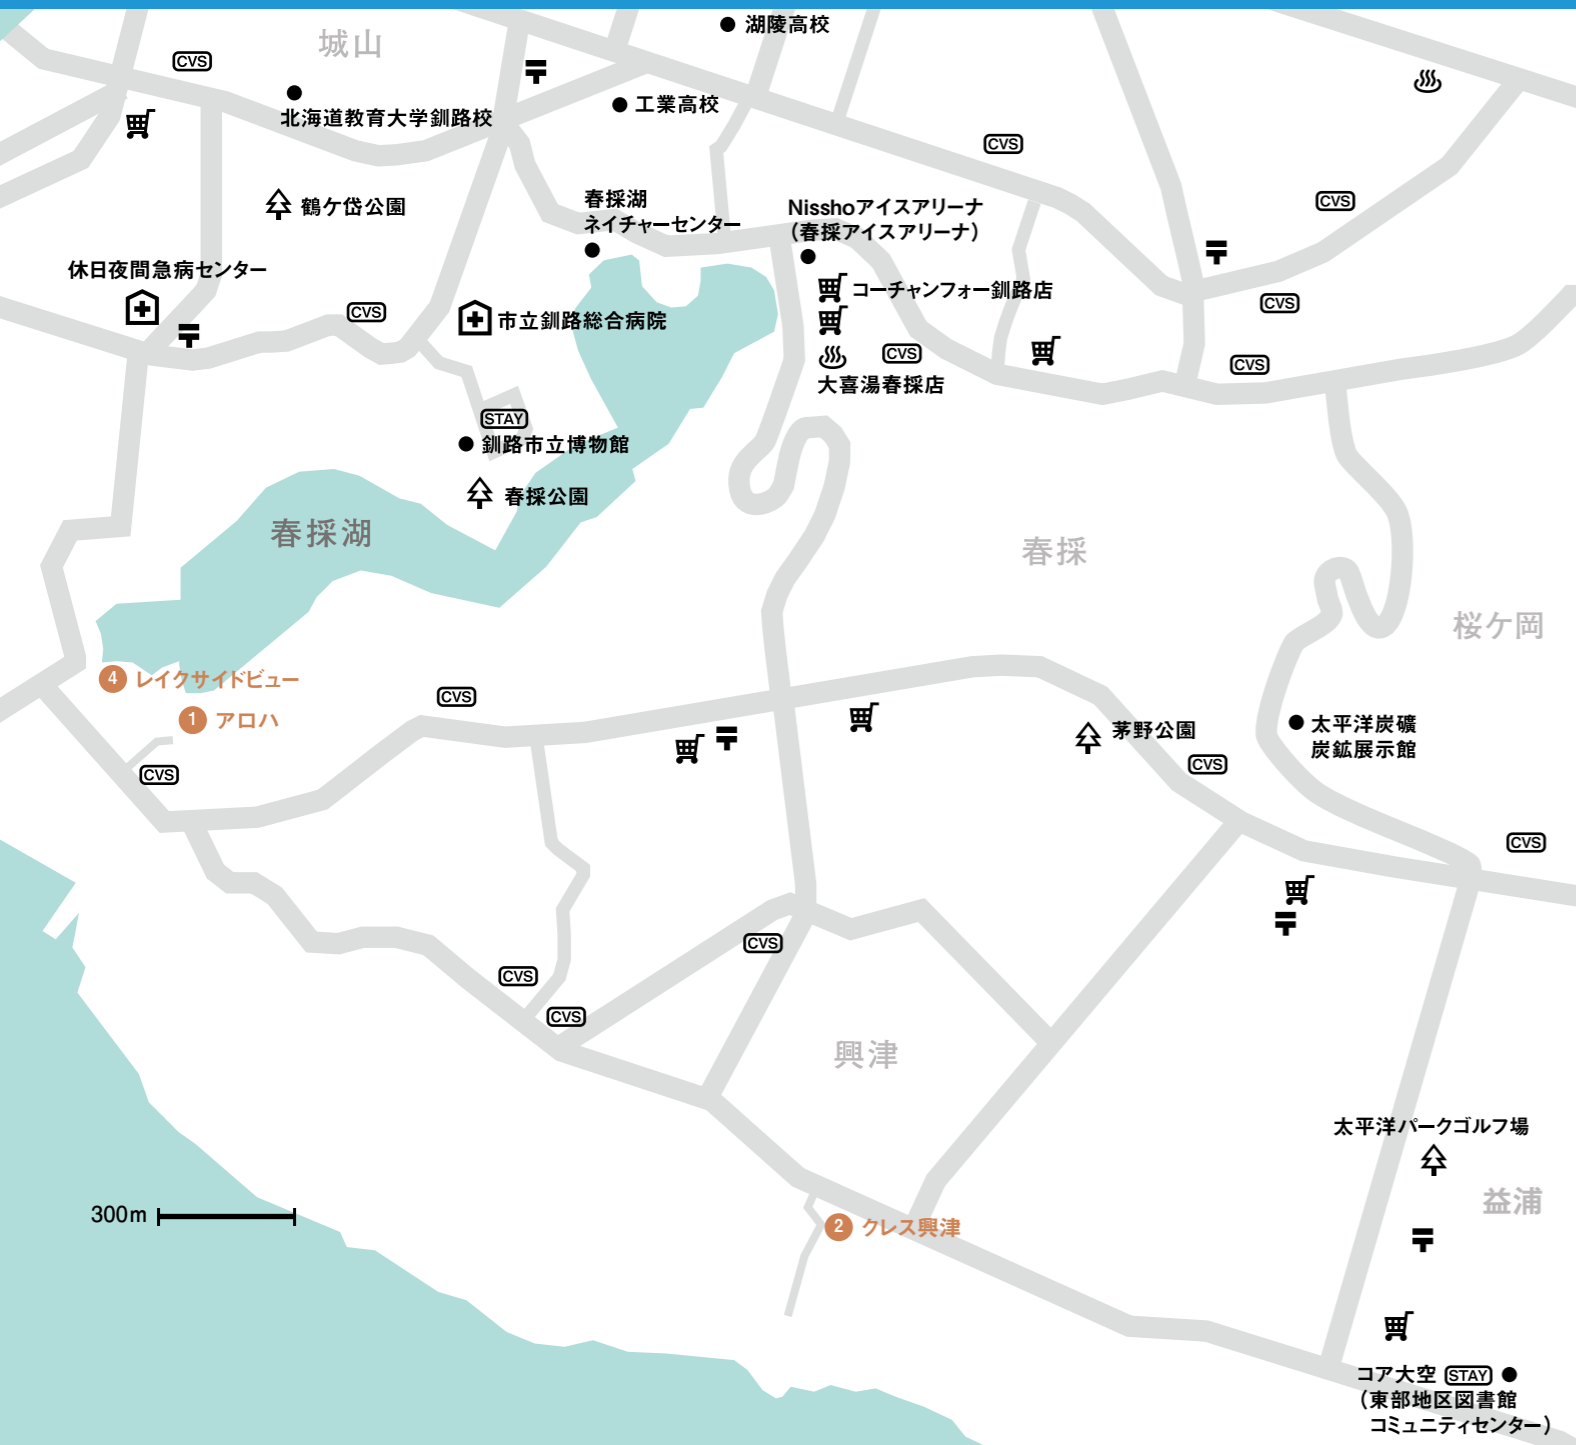 湖陵高校
城山
CVS
北海道教育大学釧路校
工業高校
CVS
鶴ケ岱公園
春採湖
ネイチャーセンター
Nisshoアイスアリーナ
（春採アイスアリーナ）
CVS
休日夜間急病センター
CVS
市立釧路総合病院
コーチャンフォー釧路店
CVS
CVS
大喜湯春採店
CVS
STAY
釧路市立博物館
春採公園
春採湖
春採
桜ケ岡
4 レイクサイドビュー
1 アロハ
CVS
CVS
茅野公園
CVS
太平洋炭礦
炭鉱展示館
CVS
CVS
CVS
CVS
興津
太平洋パークゴルフ場
益浦
300m
2 クレス興津
コア大空 STAY
（東部地区図書館
コミュニティセンター）